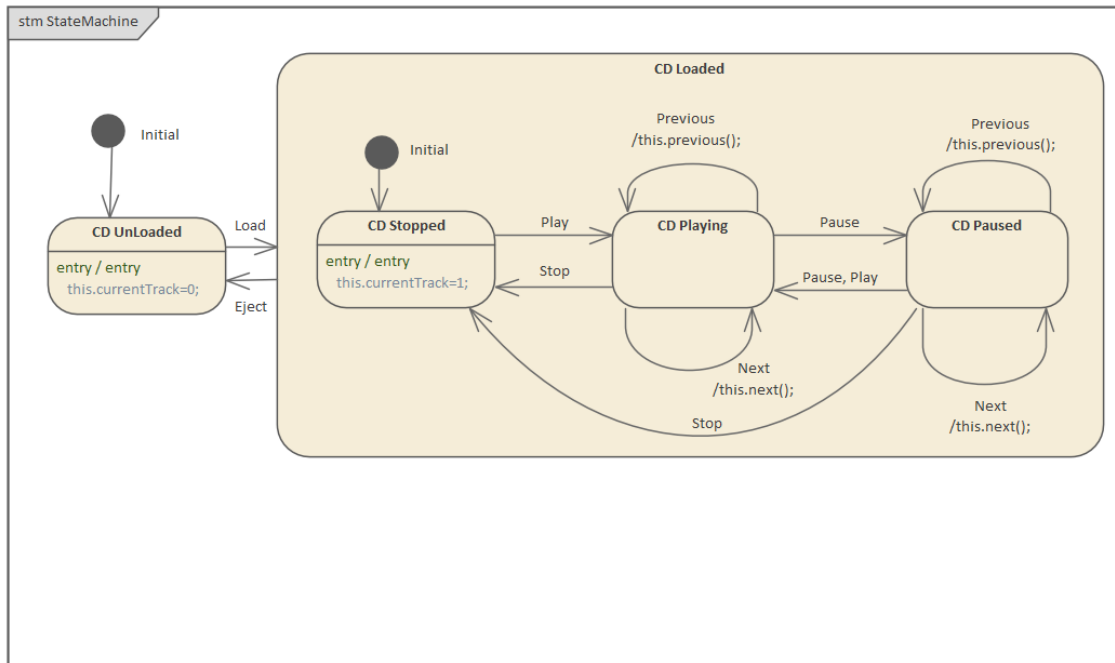 stm StateMachine
CD Loaded
Initial
Initial
Previous
/this.previous();
Previous
/this.previous();
CD UnLoaded
entry / entry
this.currentTrack=0;
Load
Eject
CD Stopped
entry / entry
this.currentTrack=1;
Play
Stop
CD Playing
Pause
Pause, Play
CD Paused
Next
/this.next();
Next
/this.next();
Stop